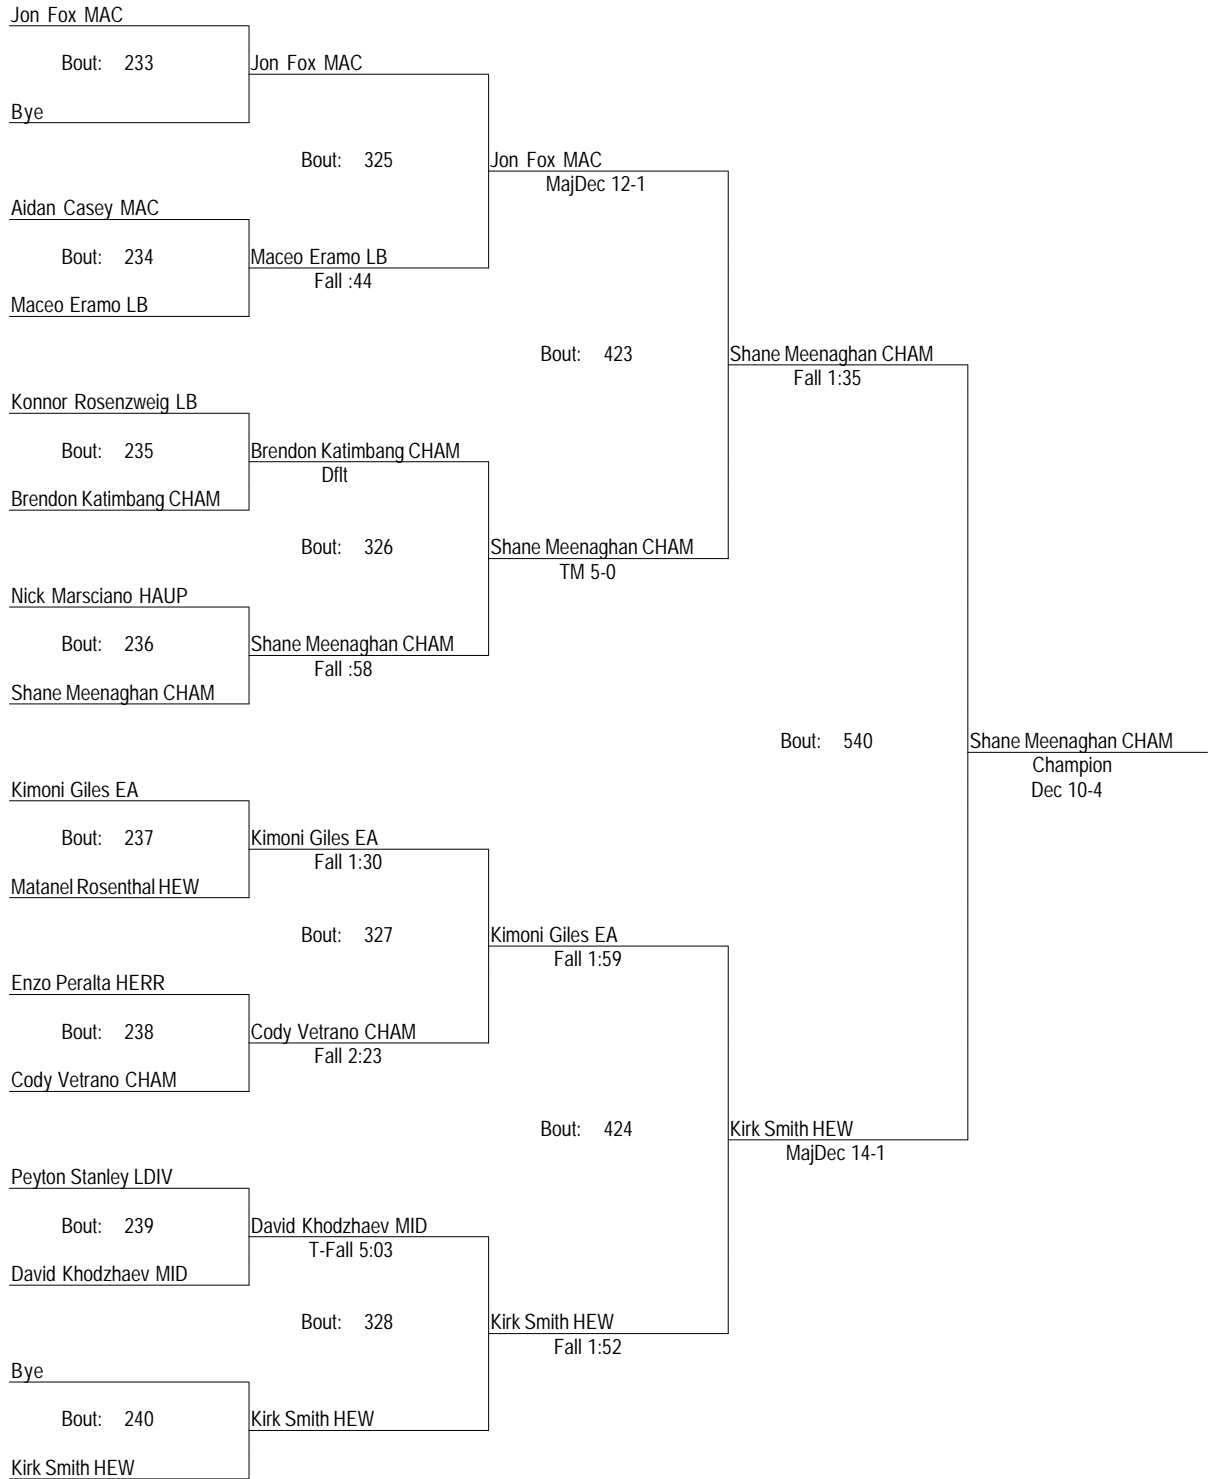 Jon Fox MAC
Bout: 233
Jon Fox MAC
Bye
Bout: 325
Jon Fox MAC
MajDec 12-1
Aidan Casey MAC
Bout: 234
Maceo Eramo LB
Fall :44
Maceo Eramo LB
Bout: 423
Shane Meenaghan CHAM
Fall 1:35
Konnor Rosenzweig LB
Bout: 235
Brendon Katimbang CHAM
Dflt
Brendon Katimbang CHAM
Bout: 326
Shane Meenaghan CHAM
TM 5-0
Nick Marsciano HAUP
Bout: 236
Shane Meenaghan CHAM
Fall :58
Shane Meenaghan CHAM
Bout: 540
Shane Meenaghan CHAM
Champion
Dec 10-4
Kimoni Giles EA
Bout: 237
Kimoni Giles EA
Fall 1:30
Matanel Rosenthal HEW
Bout: 327
Kimoni Giles EA
Fall 1:59
Enzo Peralta HERR
Bout: 238
Cody Vetrano CHAM
Fall 2:23
Cody Vetrano CHAM
Bout: 424
Kirk Smith HEW
MajDec 14-1
Peyton Stanley LDIV
Bout: 239
David Khodzhaev MID
T-Fall 5:03
David Khodzhaev MID
Bout: 328
Kirk Smith HEW
Fall 1:52
Bye
Bout: 240
Kirk Smith HEW
Kirk Smith HEW